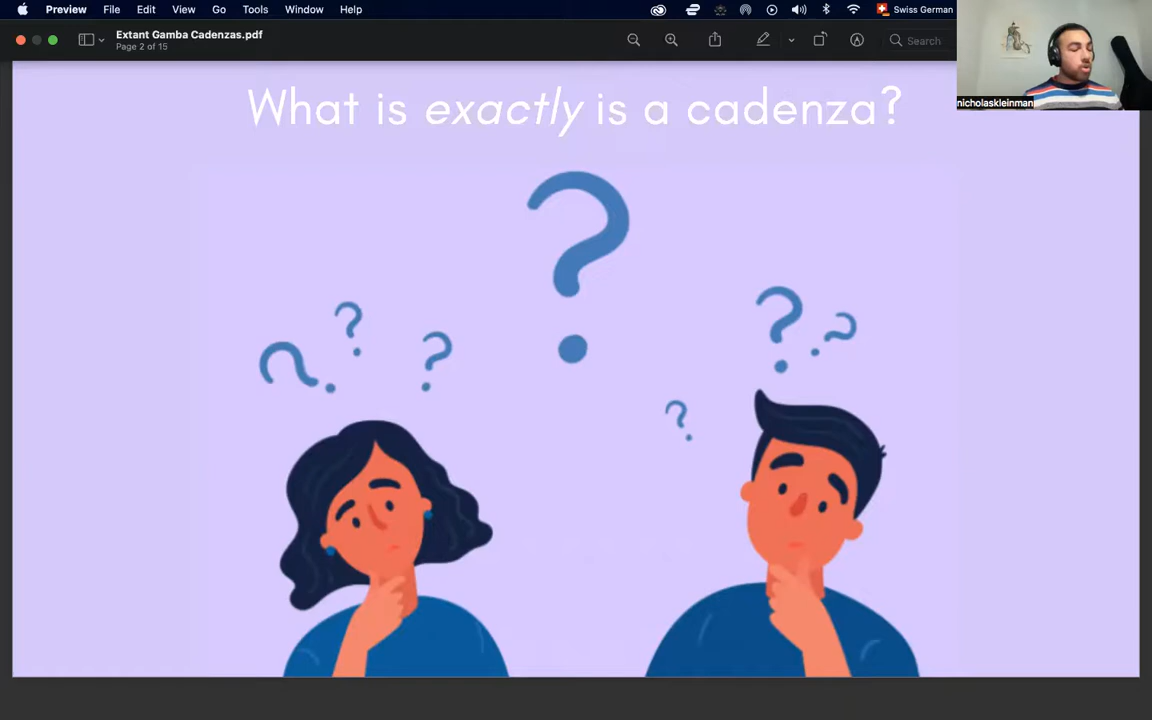 Preview File Edit View Go Tools Window Help Swiss German
Extant Gamba Cadenzas.pdf
Page 2 of 15
Search
nicholaskleinman
What is exactly is a cadenza?
?
? ? ? ? ?
?